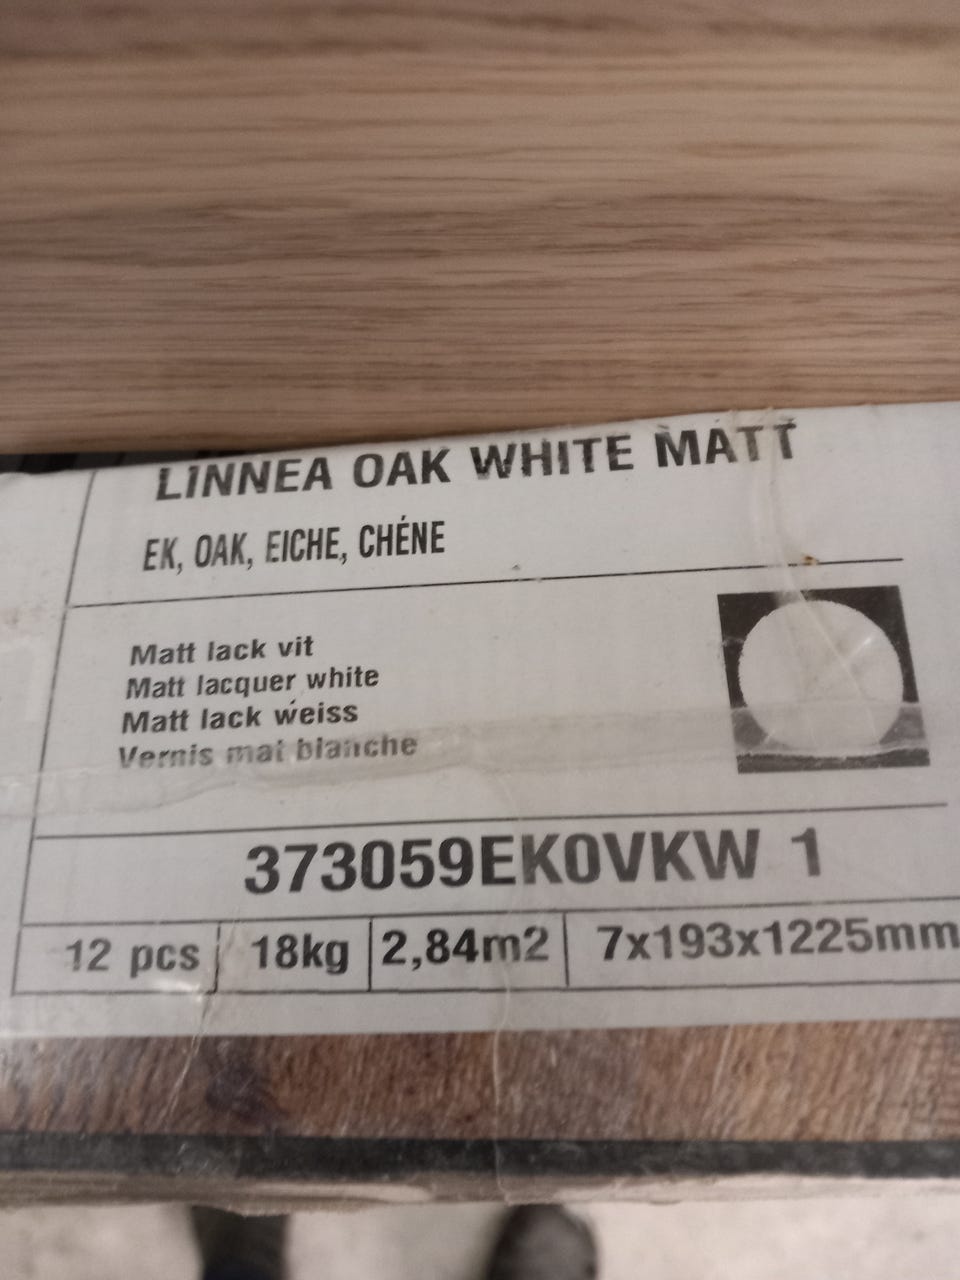 LINNEA OAK WHITE MATT
EK, OAK, EICHE, CHÉNE
Matt lack vit
Matt lacquer white
Matt lack weiss
Vernis mat blanche
373059EK0VKW 1
12 pcs 18kg 2,84m2 7x193x1225mm